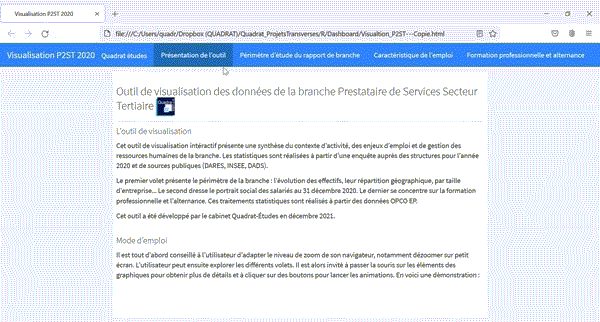 Visualisation P2ST 2020
file:///C:/Users/quadr/Dropbox (QUADRAT)/Quadrat_ProjetsTransverses/R/Dashboard/Visualtion_P2ST---Copie.html
Visualisation P2ST 2020 Quadrat études Présentation de l'outil Périmètre d'étude du rapport de branche Caractéristique de l'emploi Formation professionnelle et alternance
Outil de visualisation des données de la branche Prestataire de Services Secteur
Tertiaire
L'outil de visualisation
Cet outil de visualisation intéractif présente une synthèse du contexte d'activité, des enjeux d'emploi et de gestion des
ressources humaines de la branche. Les statistiques sont réalisées à partir d'une enquête auprès des structures pour l'année
2020 et de sources publiques (DARES, INSEE, DADS).
Le premier volet présente le périmètre de la branche : l'évolution des effectifs, leur répartition géographique, par taille
d'entreprise... Le second dresse le portrait social des salariés au 31 décembre 2020. Le dernier se concentre sur la formation
professionnelle et l'alternance. Ces traitements statistiques sont réalisés à partir des données OPCO EP.
Cet outil a été développé par le cabinet Quadrat-Études en décembre 2021.
Mode d'emploi
Il est tout d'abord conseillé à l'utilisateur d'adapter le niveau de zoom de son navigateur, notamment dézoomer sur petit
écran. L'utilisateur peut ensuite explorer les différents volets. Il est alors invité à passer la souris sur les éléments des
graphiques pour obtenir plus de détails et à cliquer sur des boutons pour lancer les animations. En voici une démonstration :